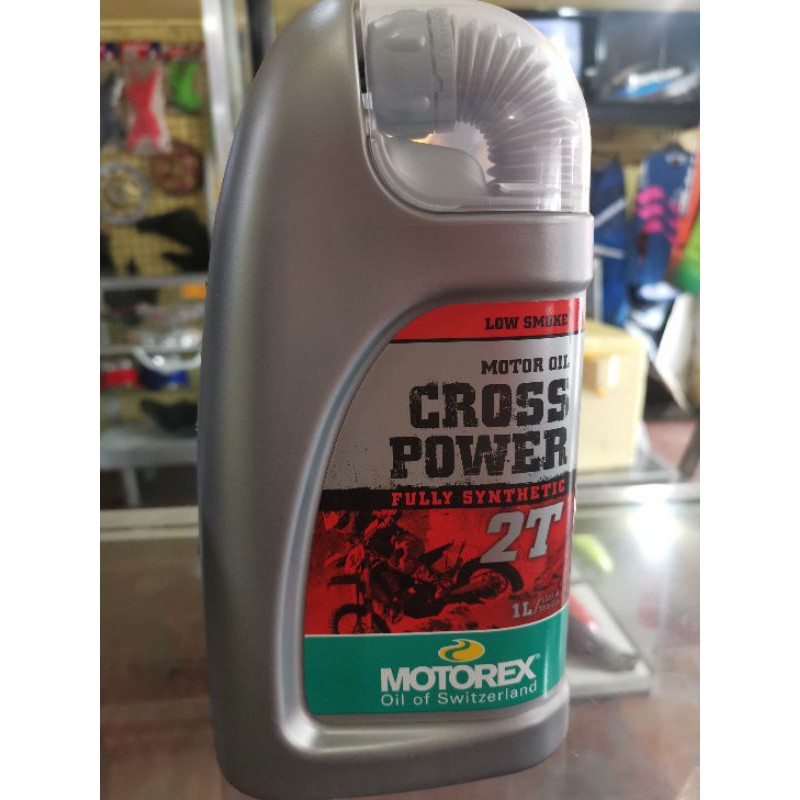 LOW SMOKE
MOTOR OIL
CROSS
POWER
FULLY SYNTHETIC
2T
1L/
MOTOREX®
Oil of Switzerland